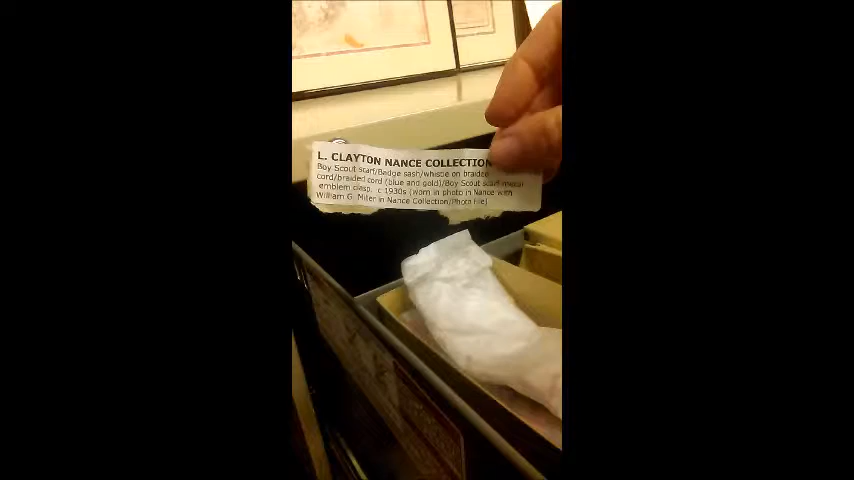 L. CLAYTON NANCE COLLECTION
Boy Scout scarf/Badge sash/whistle on braided
cord/braided cord (blue and gold)/Boy Scout scarf metal
emblem clasp. c 1930s (worn in photo in Nance with
William G. Miller in Nance Collection/Photo File)